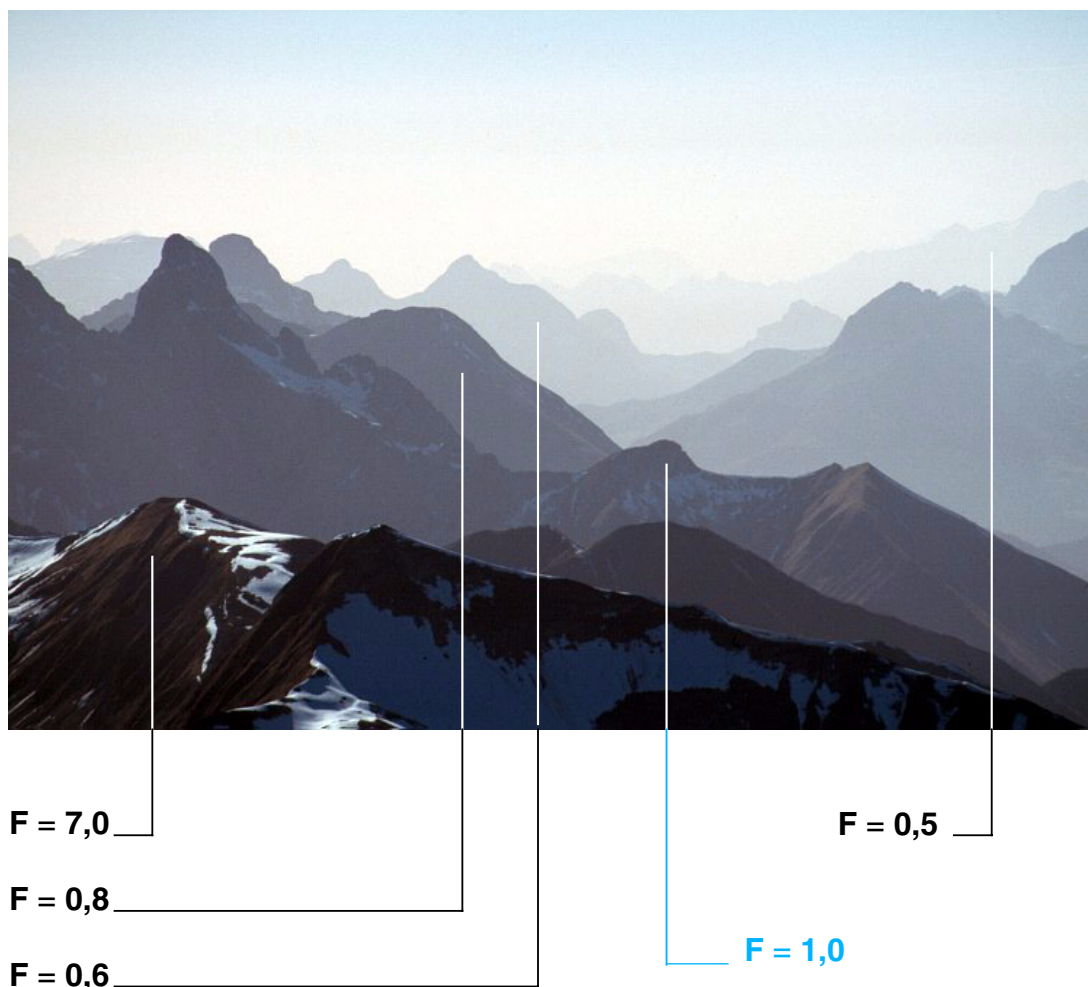 F = 7,0
F = 0,5
F = 0,8
F = 1,0
F = 0,6